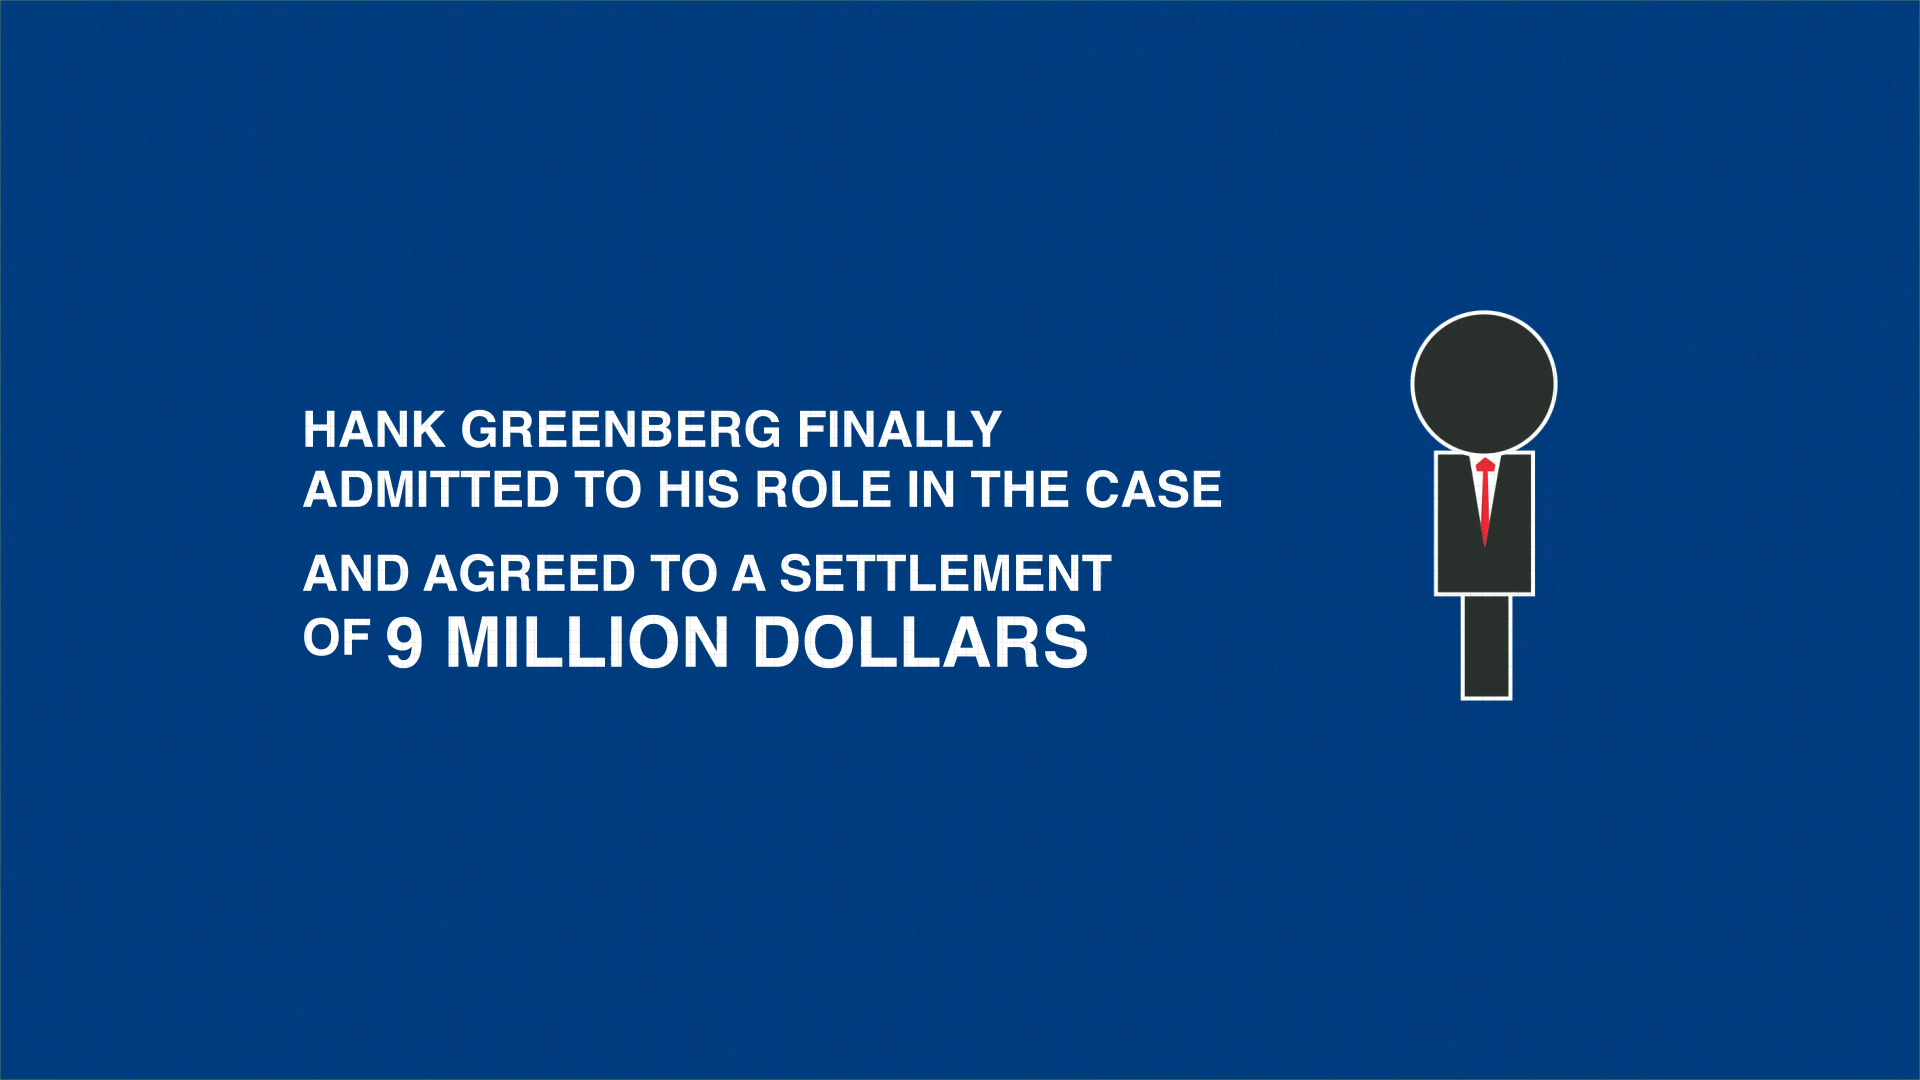 HANK GREENBERG FINALLY
ADMITTED TO HIS ROLE IN THE CASE
AND AGREED TO A SETTLEMENT
OF 9 MILLION DOLLARS